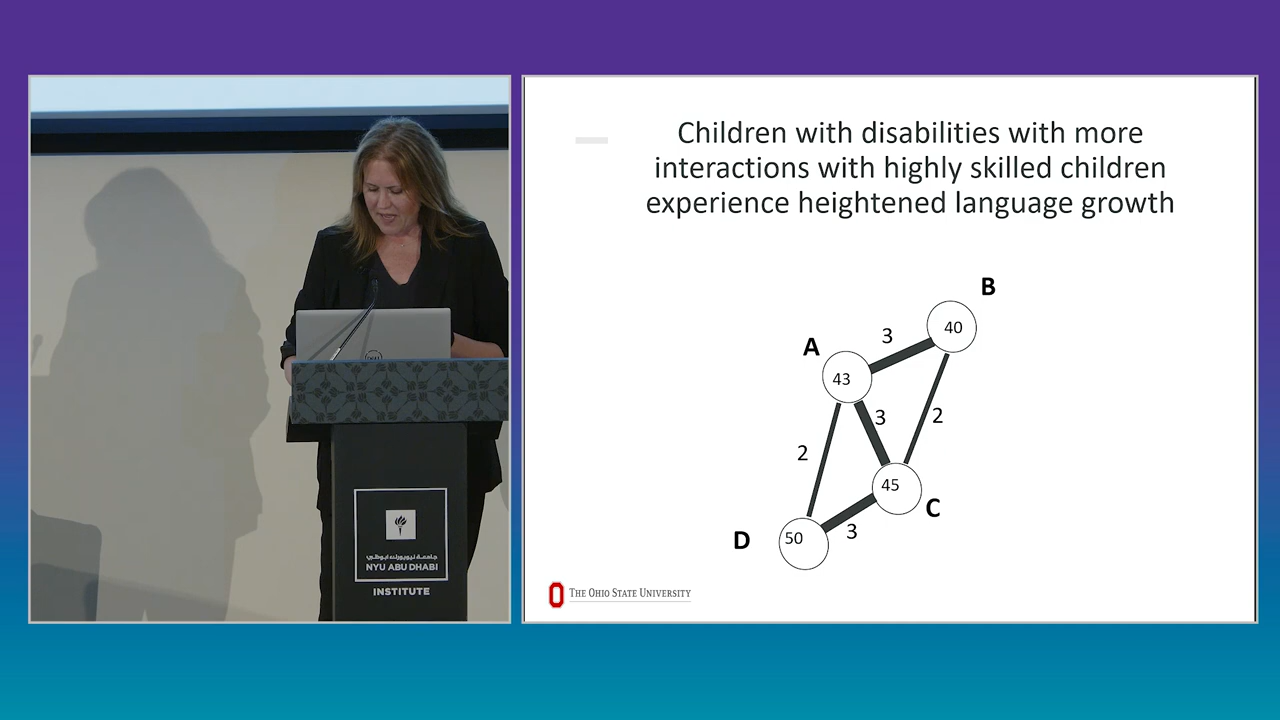 Children with disabilities with more
interactions with highly skilled children
experience heightened language growth
B
3
40
A
43
3
2
2
45
C
D
50
3
THE OHIO STATE UNIVERSITY
جامعة نيويورك أبوظبي
NYU ABU DHABI
INSTITUTE
DELL